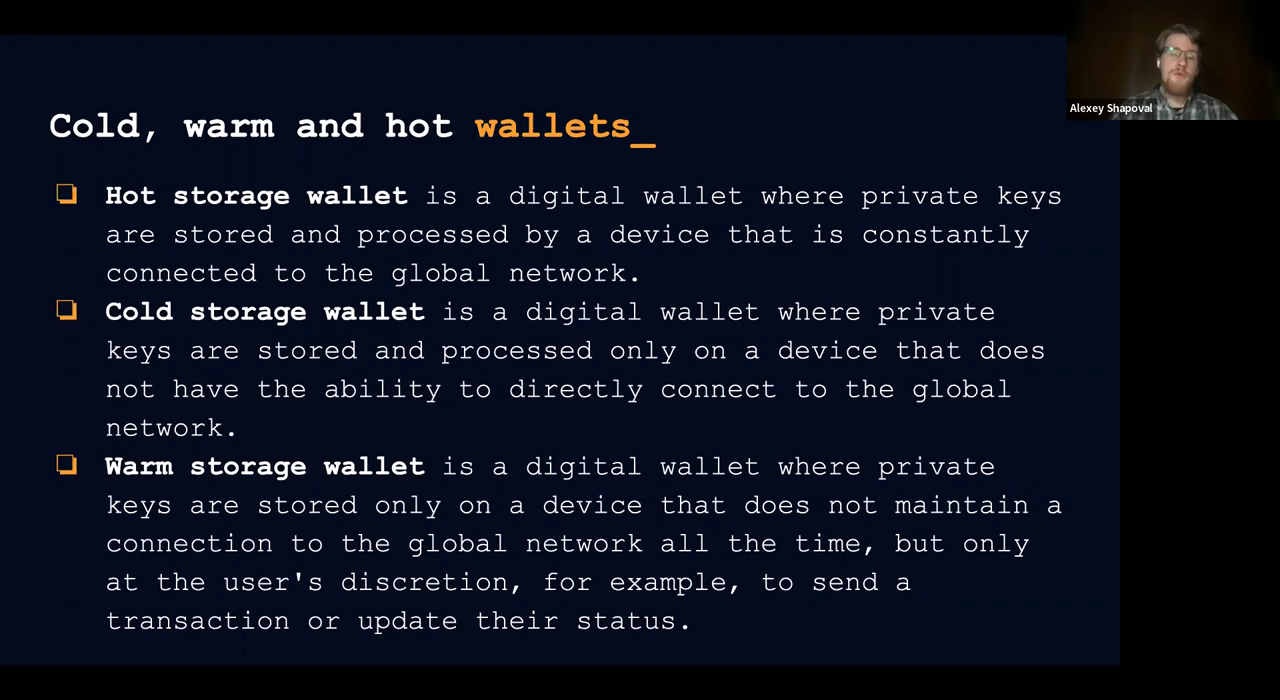 Alexey Shapoval
Cold, warm and hot wallets_
Hot storage wallet is a digital wallet where private keys
are stored and processed by a device that is constantly
connected to the global network.
Cold storage wallet is a digital wallet where private
keys are stored and processed only on a device that does
not have the ability to directly connect to the global
network.
Warm storage wallet is a digital wallet where private
keys are stored only on a device that does not maintain a
connection to the global network all the time, but only
at the user's discretion, for example, to send a
transaction or update their status.